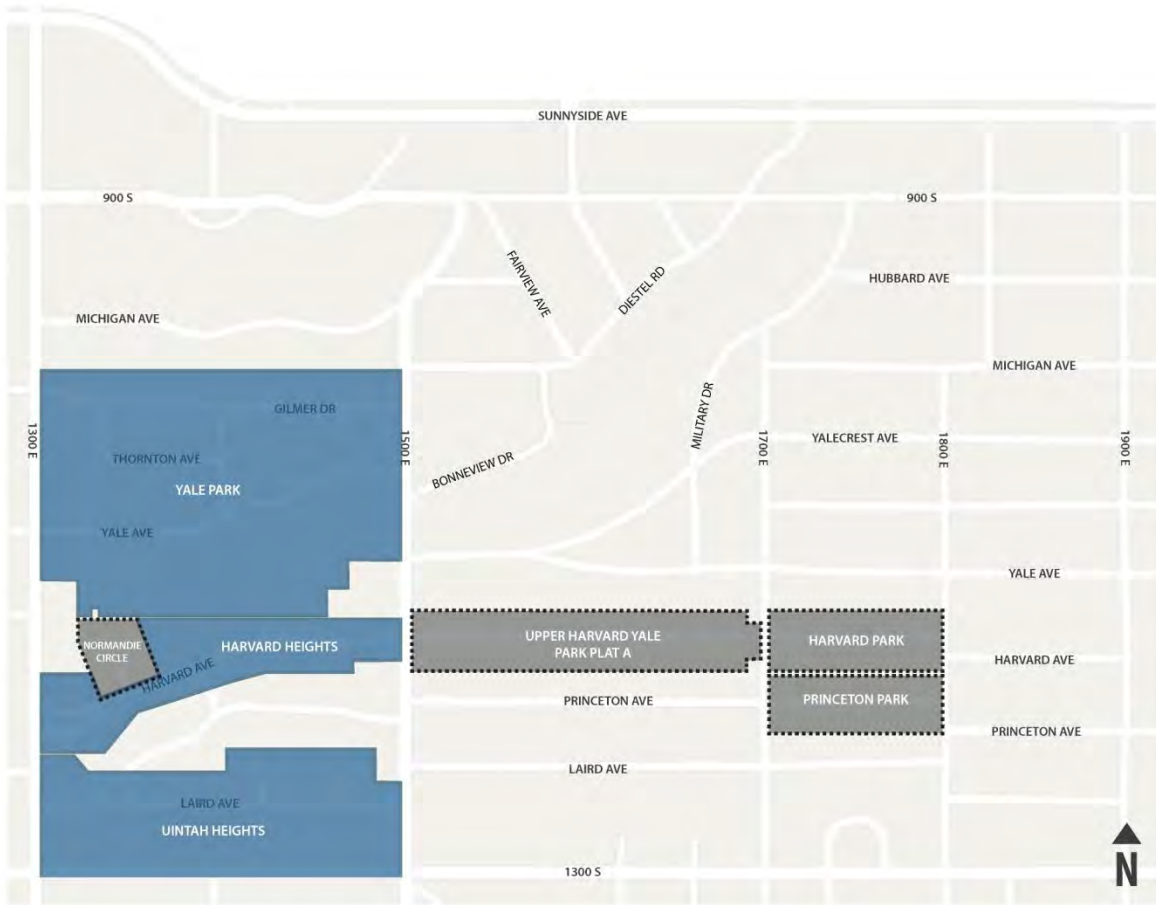 SUNNYSIDE AVE
900 S
900 S
FAIRVIEW AVE
DIESTEL RD
HUBBARD AVE
MICHIGAN AVE
MICHIGAN AVE
MILITARY DR
GILMER DR
1300 E
1500 E
1700 E
1800 E
1900 E
YALECREST AVE
THORNTON AVE
BONNEVIEW DR
YALE PARK
YALE AVE
YALE AVE
NORMANDIE
CIRCLE
HARVARD HEIGHTS
UPPER HARVARD YALE
PARK PLAT A
HARVARD PARK
HARVARD AVE
HARVARD AVE
PRINCETON AVE
PRINCETON PARK
PRINCETON AVE
LAIRD AVE
LAIRD AVE
UINTAH HEIGHTS
1300 S
N